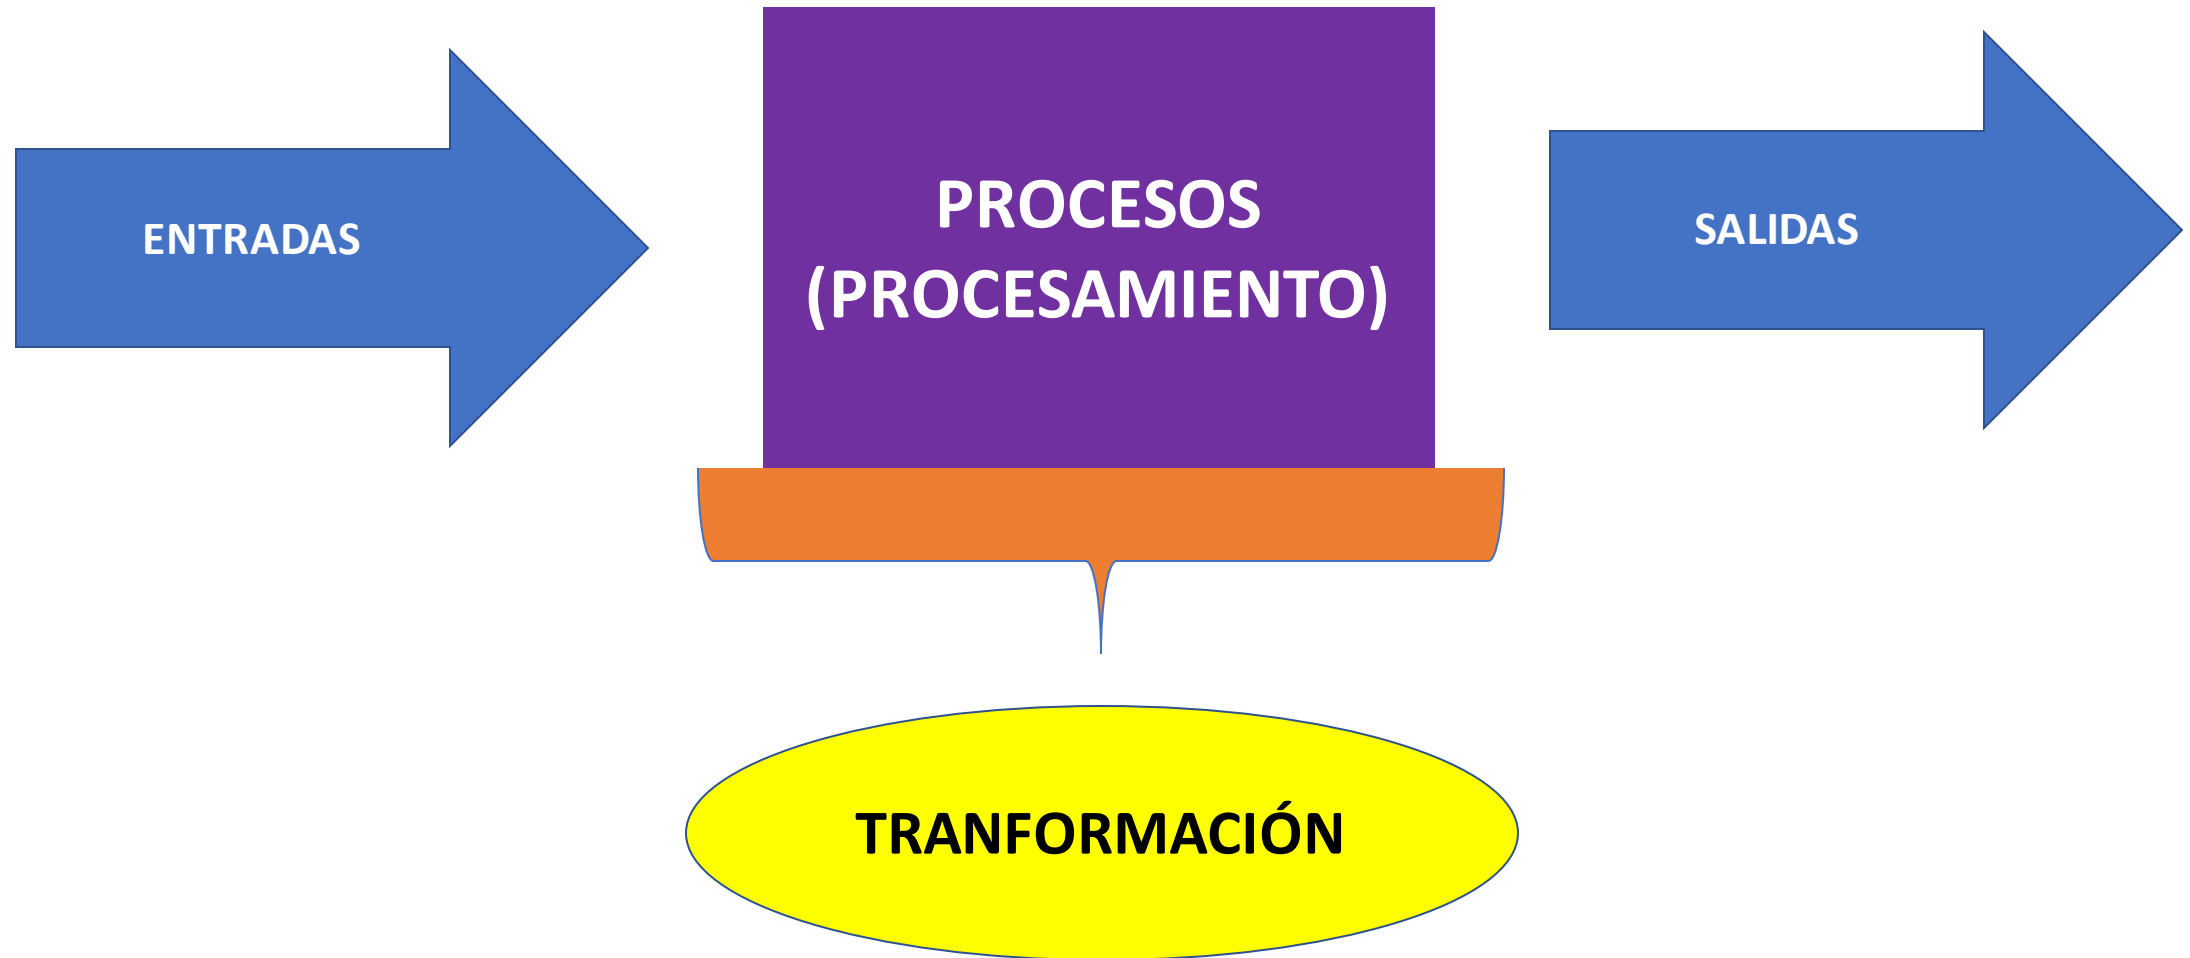 ENTRADAS
PROCESOS
(PROCESAMIENTO)
SALIDAS
TRANFORMACIÓN